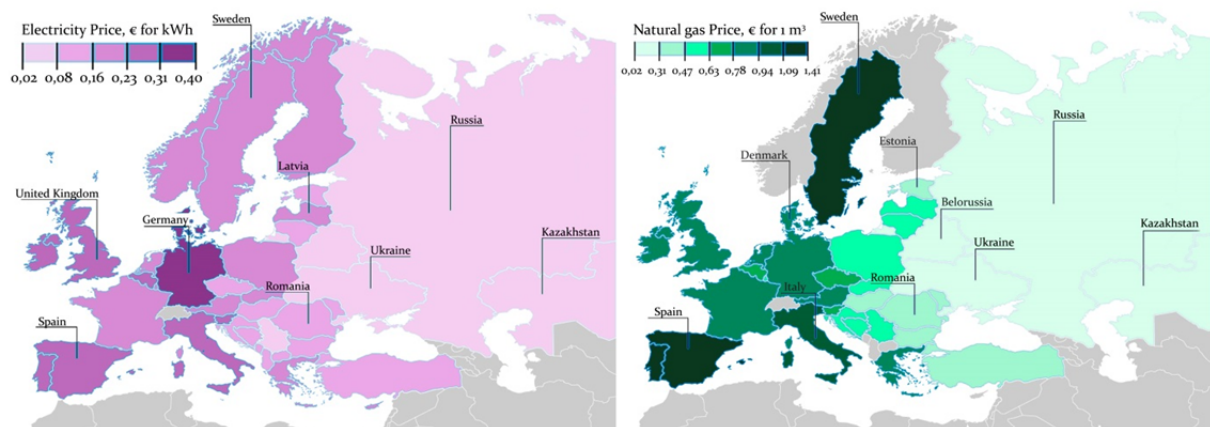 Electricity Price, € for kWh
0,02 0,08 0,16 0,23 0,31 0,40
Sweden
Russia
Latvia
United Kingdom
Germany
Ukraine
Kazakhstan
Romania
Spain
Natural gas Price, € for 1 m³
0,02 0,31 0,47 0,63 0,78 0,94 1,09 1,41
Sweden
Russia
Estonia
Denmark
Belorussia
Kazakhstan
Ukraine
Romania
Italy
Spain